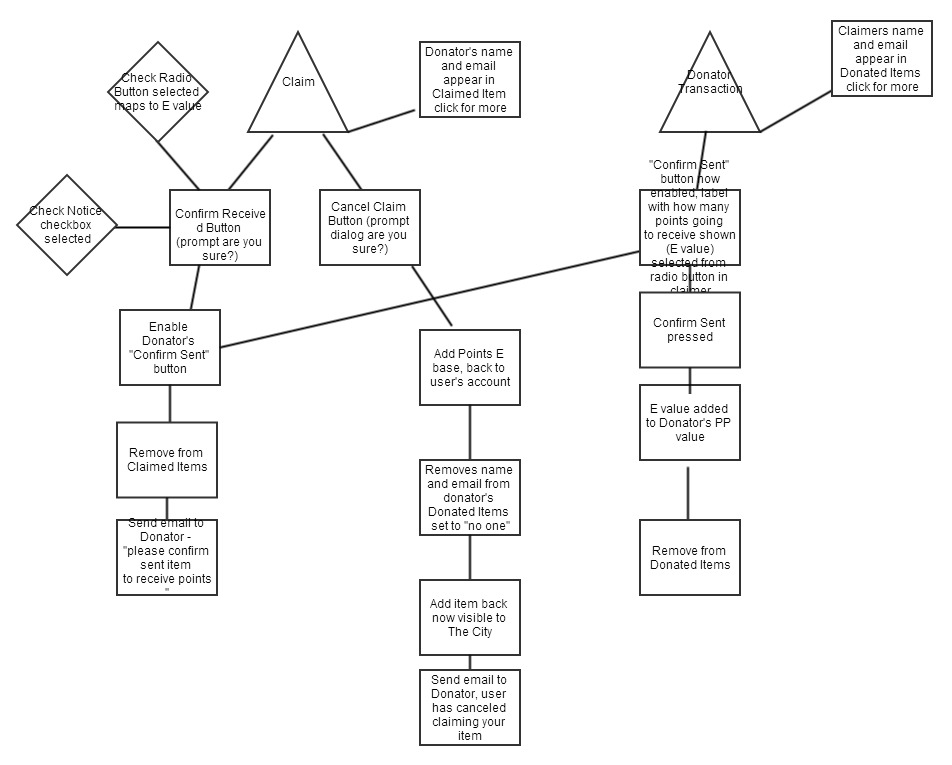 Check Radio
Button selected
maps to E value
Claim
Donator's name
and email
appear in
Claimed Item
click for more
Donator
Transaction
Claimers name
and email
appear in
Donated Items
click for more
Check Notice
checkbox
selected
Confirm Receive
d Button
(prompt are you
sure?)
Cancel Claim
Button (prompt
dialog are you
sure?)
"Confirm Sent"
button now
enabled, label
with how many
points going
to receive shown
(E value)
selected from
radio button in
claimer
Enable
Donator's
"Confirm Sent"
button
Add Points E
base, back to
user's account
Confirm Sent
pressed
E value added
to Donator's PP
value
Remove from
Claimed Items
Removes name
and email from
donator's
Donated Items
set to "no one"
Send email to
Donator -
"please confirm
sent item
to receive points
"
Remove from
Donated Items
Add item back
now visible to
The City
Send email to
Donator, user
has canceled
claiming your
item